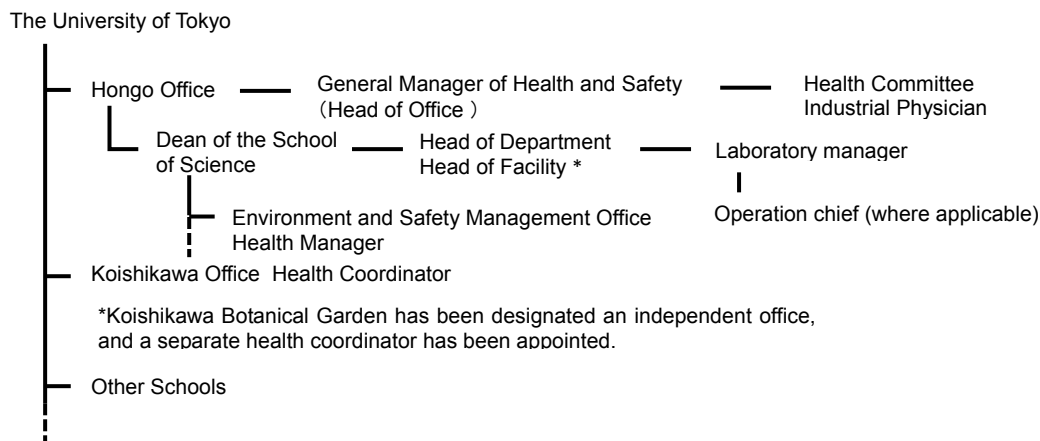 The University of Tokyo
Hongo Office
General Manager of Health and Safety
（Head of Office ）
Health Committee
Industrial Physician
Dean of the School
of Science
Head of Department
Head of Facility *
Laboratory manager
Operation chief (where applicable)
Environment and Safety Management Office
Health Manager
Koishikawa Office  Health Coordinator
*Koishikawa Botanical Garden has been designated an independent office,
and a separate health coordinator has been appointed.
Other Schools